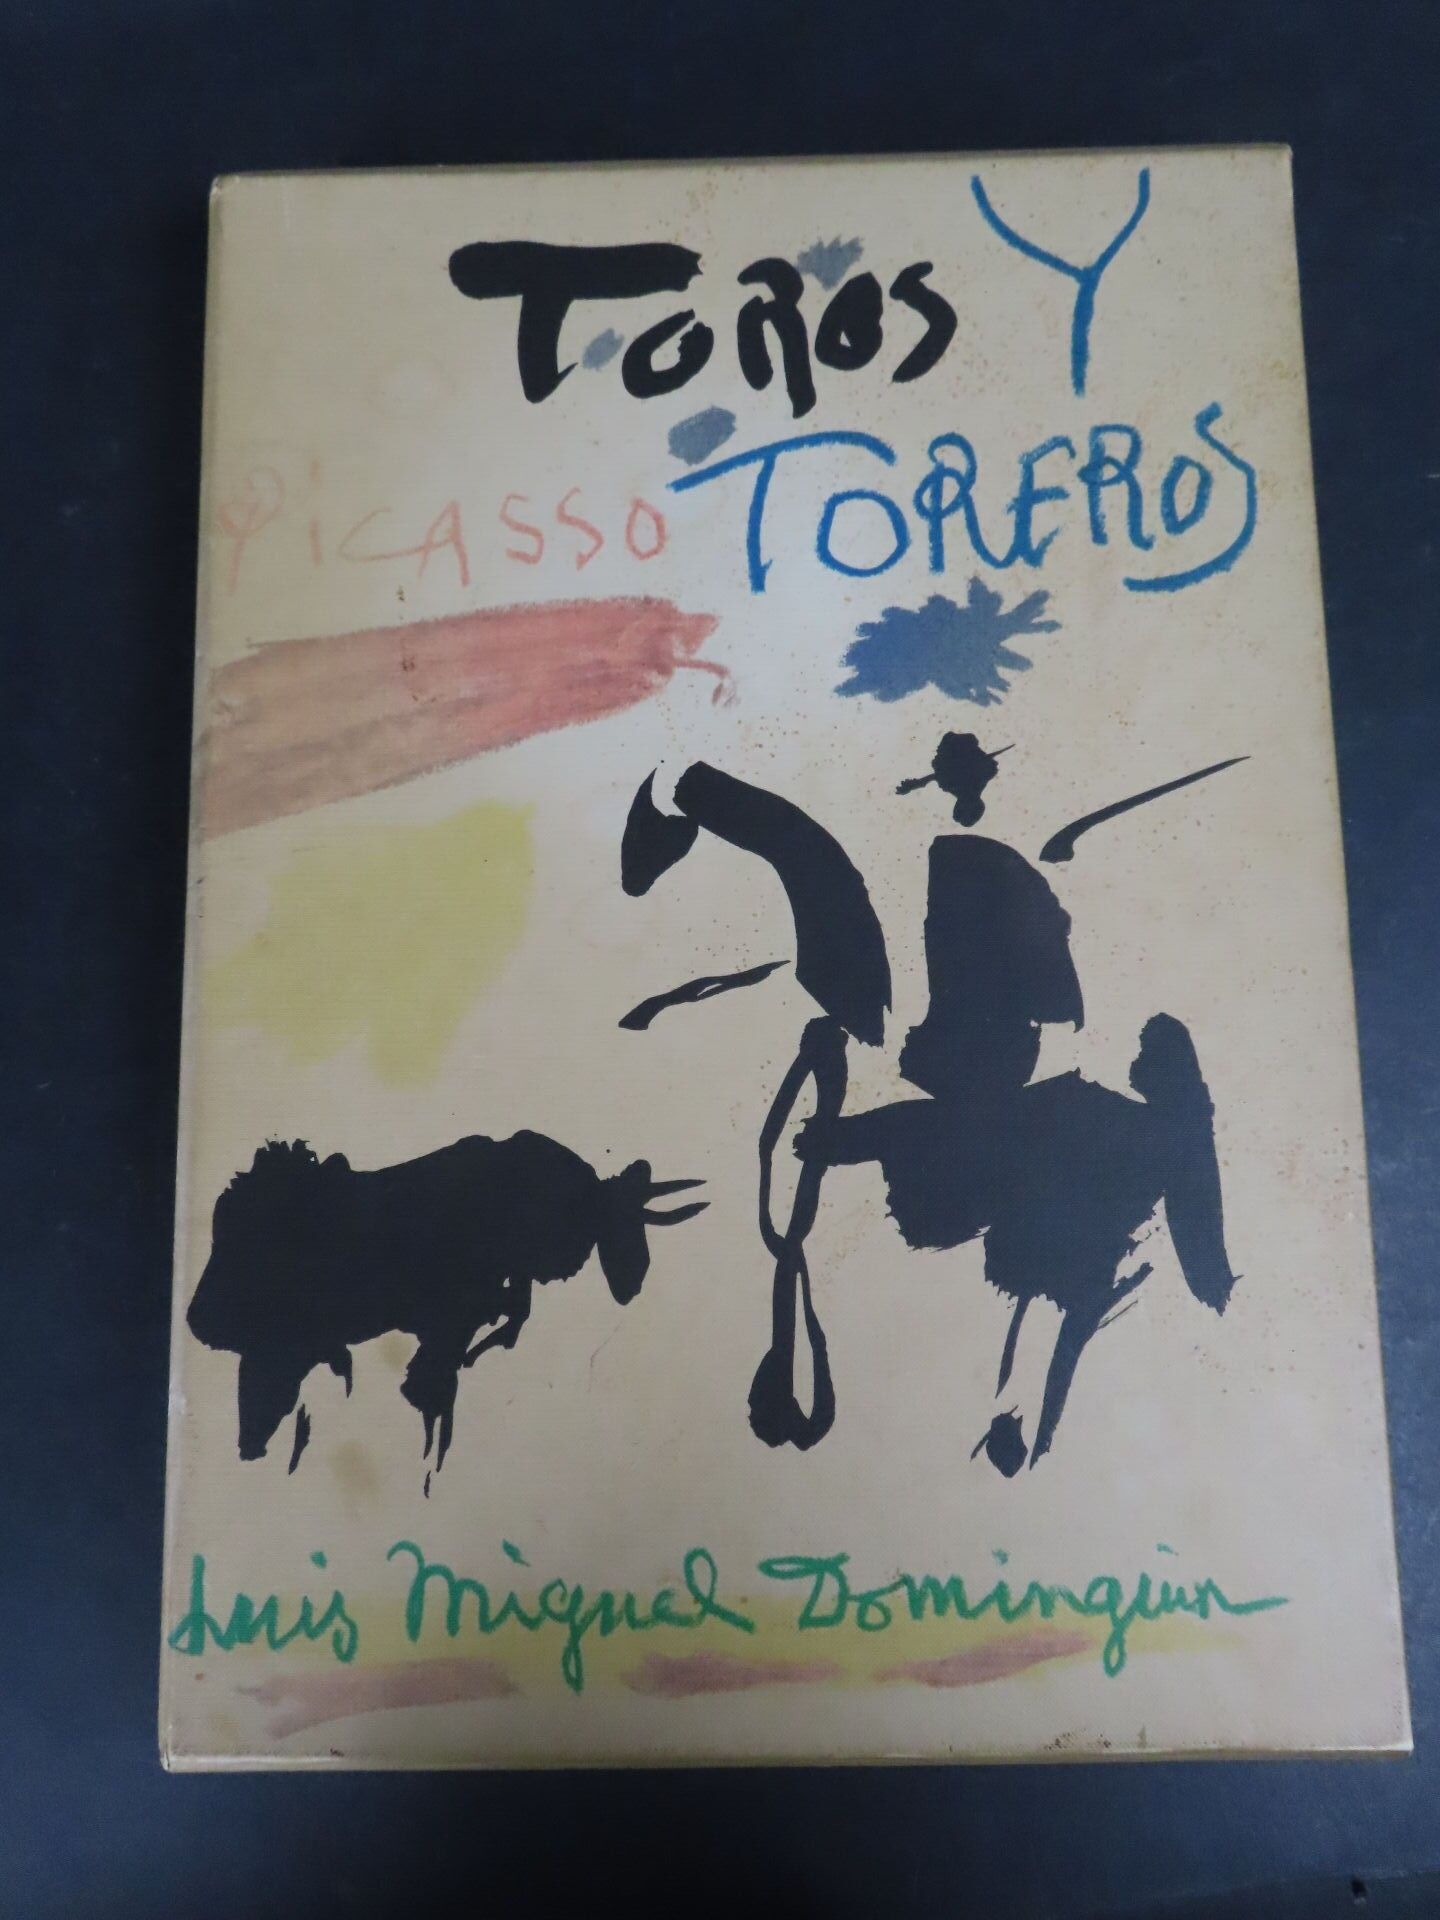 TOROS Y
PICASSO TOREROS
Luis Miguel Dominguin